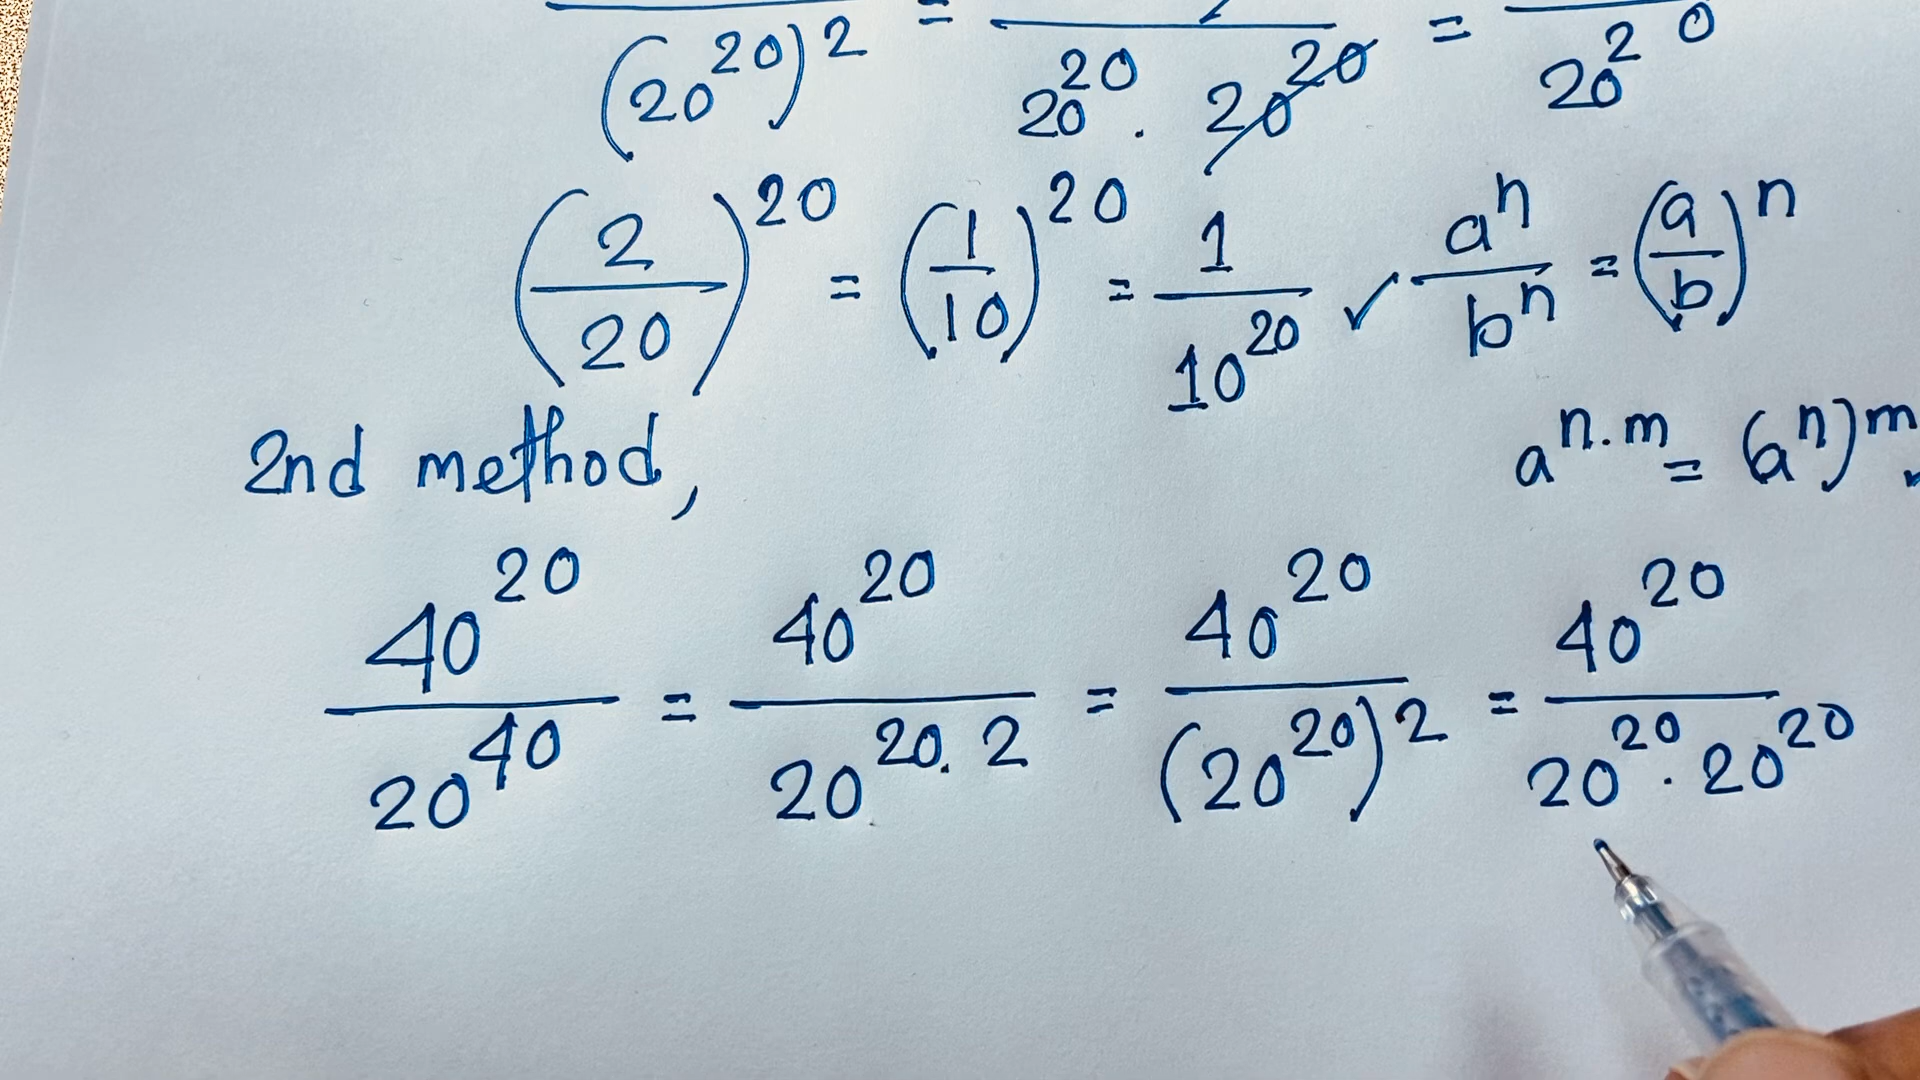 /(20^20)^2 = /20^20 . 20^20 = /20^20
(2/20)^20 = (1/10)^20 = 1/10^20 ✓ a^n/b^n = (a/b)^n
2nd method, a^n.m = (a^n)^m
40^20/20^40 = 40^20/20^20.2 = 40^20/(20^20)^2 = 40^20/20^20 . 20^20